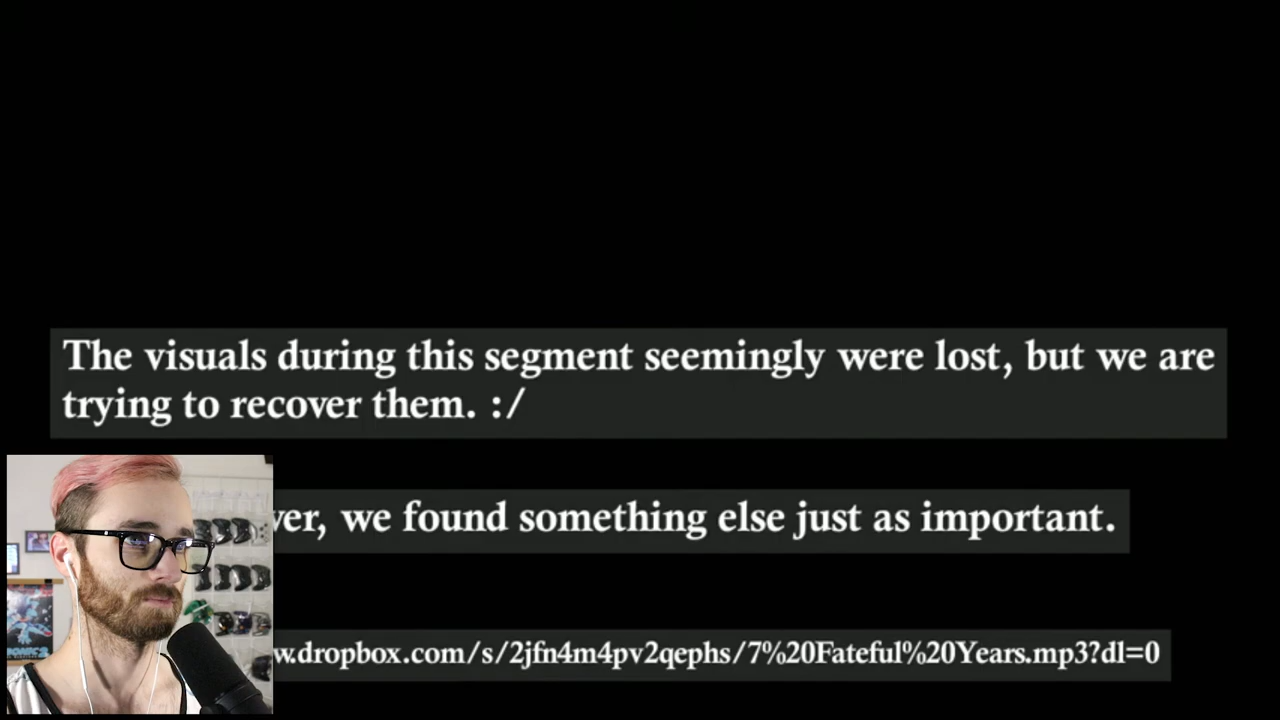 The visuals during this segment seemingly were lost, but we are
trying to recover them. :/
ver, we found something else just as important.
w.dropbox.com/s/2jfn4m4pv2qephs/7%20Fateful%20Years.mp3?dl=0